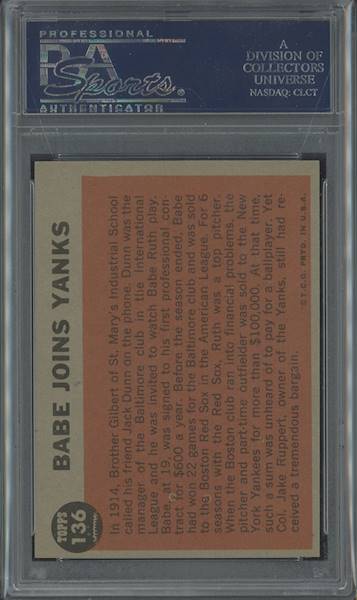 PROFESSIONAL
PSA
Sports
AUTHENTICATOR
A
DIVISION OF
COLLECTORS
UNIVERSE
NASDAQ: CLCT
TOPPS
136
BABE JOINS YANKS
In 1914, Brother Gilbert of St. Mary's Industrial School
called his friend Jack Dunn on the phone. Dunn was the
manager of the Baltimore club in the International
League and he was invited to watch Babe Ruth play.
Babe, at 19, was signed to his first professional con-
tract for $600 a year. Before the season ended, Babe
had won 22 games for the Baltimore club and was sold
to the Boston Red Sox in the American League. For 6
seasons with the Red Sox, Ruth was a top pitcher.
When the Boston club ran into financial problems, the
pitcher and part-time outfielder was sold to the New
York Yankees for more than $100,000. At that time,
such a sum was unheard of to pay for a ballplayer. Yet
Col. Jake Ruppert, owner of the Yanks, still had re-
ceived a tremendous bargain.
© T.C.G. PRTD. IN U.S.A.